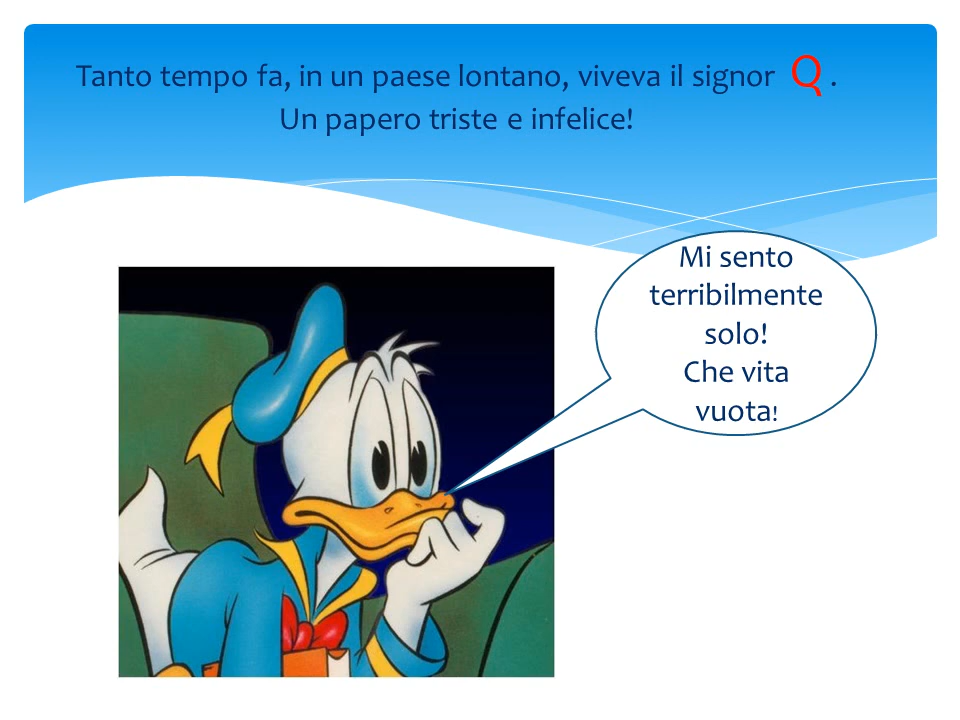 Tanto tempo fa, in un paese lontano, viveva il signor Q .
Un papero triste e infelice!
Mi sento
terribilmente
solo!
Che vita
vuota!